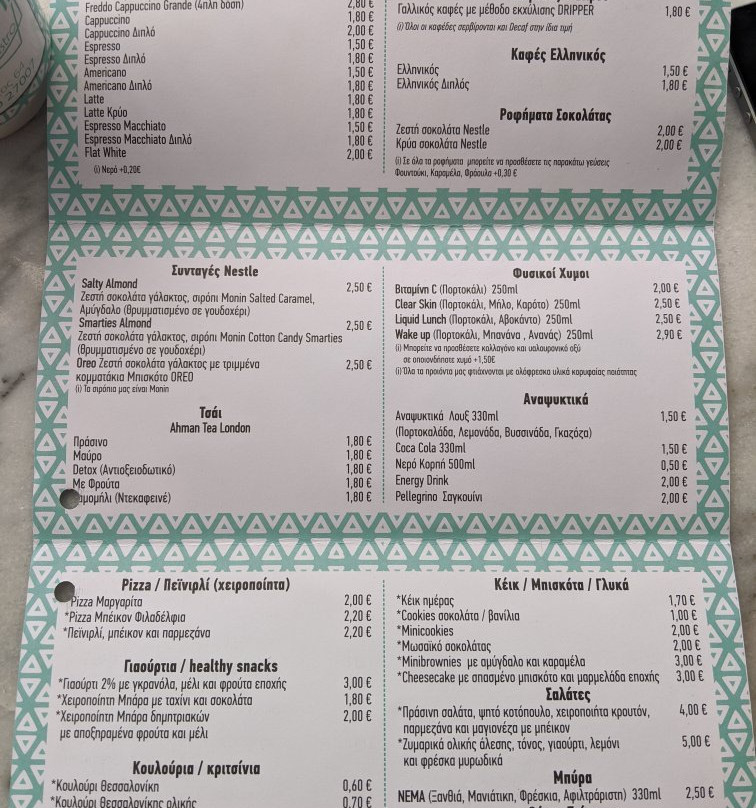 Freddo Cappuccino Grande (4πλη δόση) 2,80 €
Cappuccino 1,80 €
Cappuccino Διπλό 2,00 €
Espresso 1,50 €
Espresso Διπλό 1,80 €
Americano 1,50 €
Americano Διπλό 1,80 €
Latte 1,80 €
Latte Κρύο 1,80 €
Espresso Macchiato 1,50 €
Espresso Macchiato Διπλό 1,80 €
Flat White 2,00 €
(i) Νερό +0,20€
Γαλλικός καφές με μέθοδο εκχύλισης DRIPPER 1,80 €
(i) Όλοι οι καφέδες σερβίρονται και Decaf στην ίδια τιμή
Καφές Ελληνικός
Ελληνικός 1,50 €
Ελληνικός Διπλός 1,80 €
Ροφήματα Σοκολάτας
Ζεστή σοκολάτα Nestle 2,00 €
Κρύα σοκολάτα Nestle 2,00 €
(i) Σε όλα τα ροφήματα μπορείτε να προσθέσετε τις παρακάτω γεύσεις
Φουντούκι, Καραμέλα, Φράουλα +0,30 €
Συνταγές Nestle
Salty Almond 2,50 €
Ζεστή σοκολάτα γάλακτος, σιρόπι Monin Salted Caramel,
Αμύγδαλο (θρυμματισμένο σε γουδοχέρι)
Smarties Almond 2,50 €
Ζεστή σοκολάτα γάλακτος, σιρόπι Monin Cotton Candy Smarties
(θρυμματισμένο σε γουδοχέρι)
Oreo Ζεστή σοκολάτα γάλακτος με τριμμένα 2,50 €
κομματάκια Μπισκότο OREO
(i) Τα σιρόπια μας είναι Monin
Τσάι
Ahman Tea London
Πράσινο 1,80 €
Μαύρο 1,80 €
Detox (Αντιοξειοδωτικό) 1,80 €
Με Φρούτα 1,80 €
αμομήλι (Ντεκαφεινέ) 1,80 €
Φυσικοί Χυμοι
Βιταμίνη C (Πορτοκάλι) 250ml 2,00 €
Clear Skin (Πορτοκάλι, Μήλο, Καρότο) 250ml 2,50 €
Liquid Lunch (Πορτοκάλι, Αβοκάντο) 250ml 2,50 €
Wake up (Πορτοκάλι, Μπανάνα , Ανανάς) 250ml 2,90 €
(i) Μπορείτε να προσθέσετε κολλαγόνο και υαλουρονικό οξύ
σε οποιονδήποτε χυμό +1,50€
(i) Όλα τα προϊόντα μας φτιάχνονται με ολόφρεσκα υλικά κορυφαίας ποιότητας
Αναψυκτικά
Αναψυκτικά Λουξ 330ml 1,50 €
(Πορτοκαλάδα, Λεμονάδα, Βυσσινάδα, Γκαζόζα)
Coca Cola 330ml 1,50 €
Νερό Κορπή 500ml 0,50 €
Energy Drink 2,00 €
Pellegrino Σαγκουίνι 2,00 €
Pizza / Πεϊνιρλί (χειροποίητα)
Pizza Μαργαρίτα 2,00 €
*Pizza Μπέικον Φιλαδέλφια 2,20 €
*Πεϊνιρλί, μπέικον και παρμεζάνα 2,20 €
Γιαούρτια / healthy snacks
*Γιαούρτι 2% με γκρανόλα, μέλι και φρούτα εποχής 3,00 €
*Χειροποίητη Μπάρα με ταχίνι και σοκολάτα 1,80 €
*Χειροποίητη Μπάρα δημητριακών 2,00 €
με αποξηραμένα φρούτα και μέλι
Κουλούρια / κριτσίνια
*Κουλούρι Θεσσαλονίκη 0,60 €
*Κουλούρι Θεσσαλονίκης ολικής 0,70 €
Κέικ / Μπισκότα / Γλυκά
*Κέικ ημέρας 1,70 €
*Cookies σοκολάτα / βανίλια 1,00 €
*Minicookies 2,00 €
*Μωσαϊκό σοκολάτας 2,00 €
*Minibrownies με αμύγδαλο και καραμέλα 3,00 €
*Cheesecake με σπασμένο μπισκότο και μαρμελάδα εποχής 3,00 €
Σαλάτες
*Πράσινη σαλάτα, ψητό κοτόπουλο, χειροποιήτα κρουτόν, 4,00 €
παρμεζάνα και μαγιονέζα με μπέικον
*Ζυμαρικά ολικής άλεσης, τόνος, γιαούρτι, λεμόνι 5,00 €
και φρέσκα μυρωδικά
Μπύρα
ΝΕΜΑ (Ξανθιά, Μανιάτικη, Φρέσκια, Αφιλτράριστη) 330ml 2,50 €